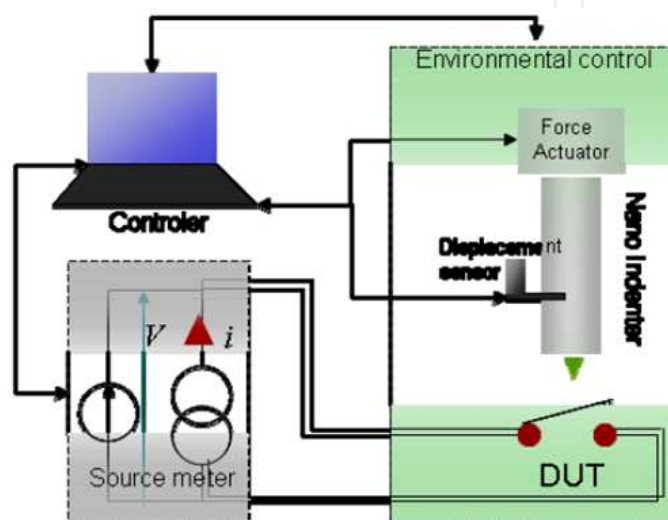 Environmental control
Force
Actuator
Controler
Displacement
sensor
Nano Indenter
V
i
Source meter
DUT